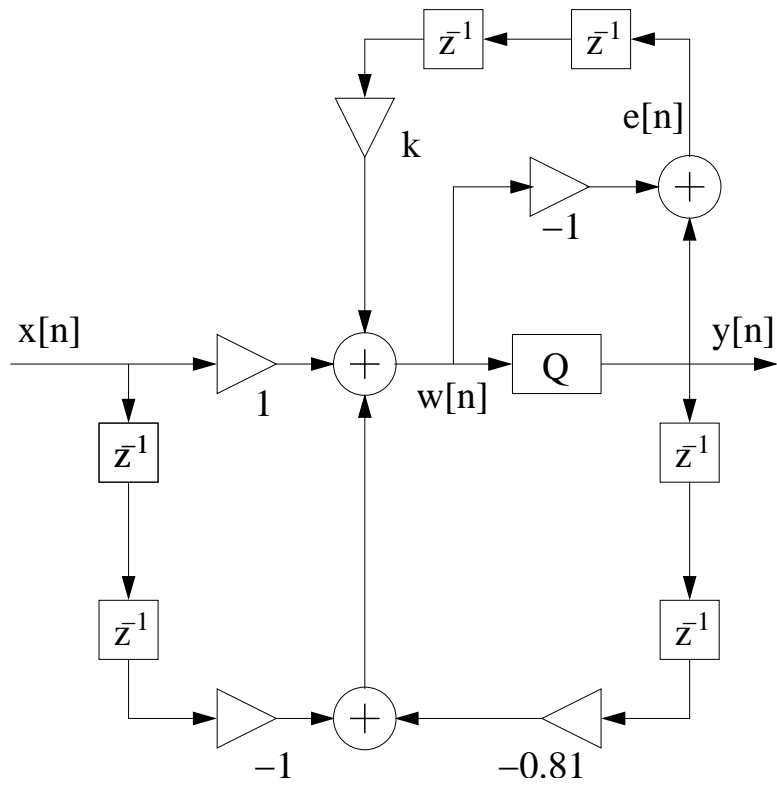 z⁻¹ z⁻¹
e[n]
k
+
−1
x[n]
y[n]
+
Q
1
w[n]
z⁻¹
z⁻¹
z⁻¹
z⁻¹
+
−1
−0.81